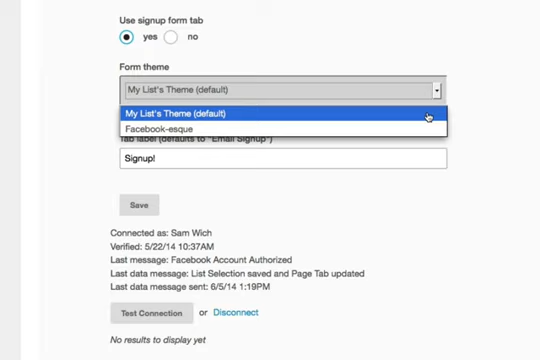 Use signup form tab
yes no
Form theme
My List's Theme (default)
My List's Theme (default)
Facebook-esque
Tab label (defaults to "Email Signup")
Signup!
Save
Connected as: Sam Wich
Verified: 5/22/14 10:37AM
Last message: Facebook Account Authorized
Last data message: List Selection saved and Page Tab updated
Last data message sent: 6/5/14 1:19PM
Test Connection or Disconnect
No results to display yet